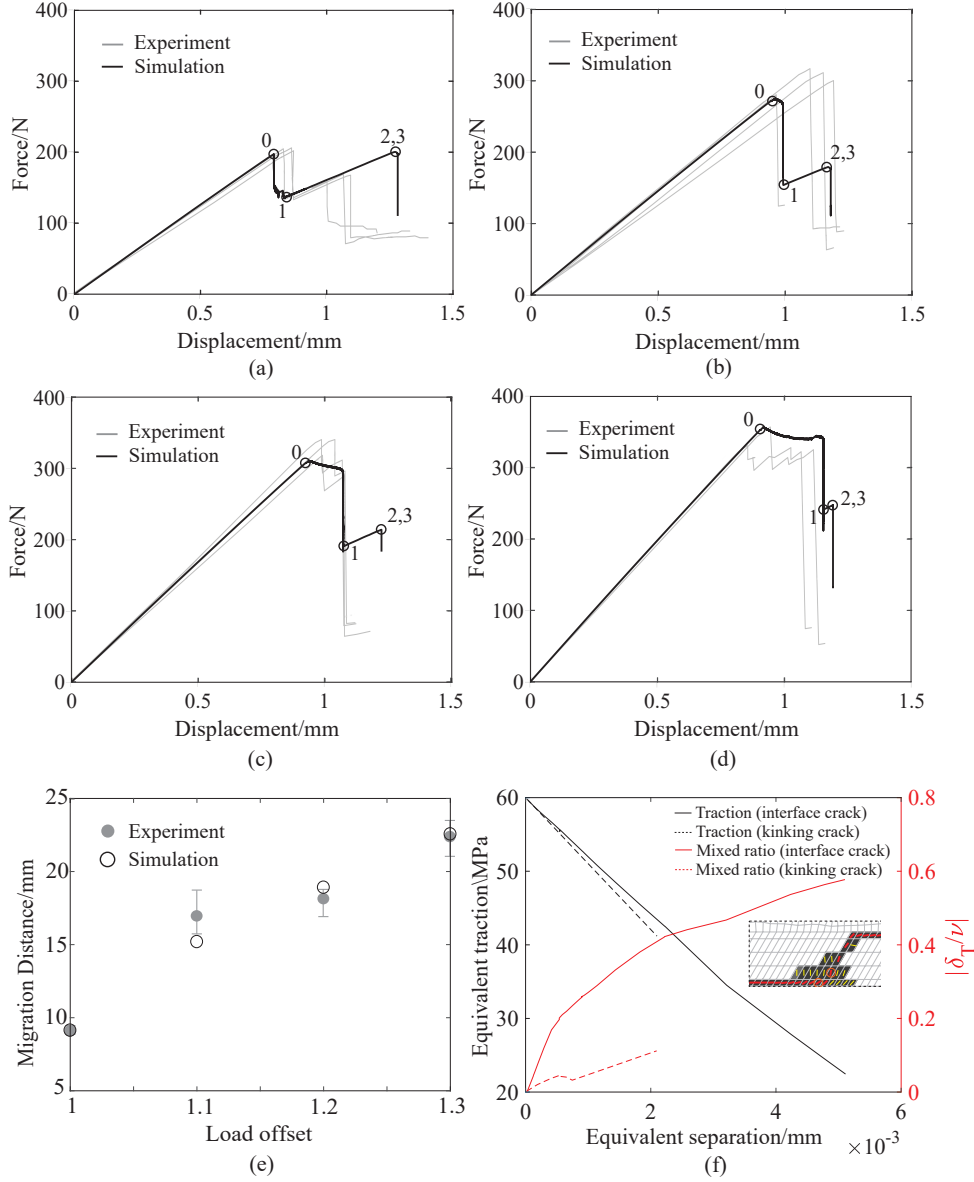 400
300
200
100
0
Force/N
Experiment
Simulation
0
1
2,3
0
0.5
1
1.5
Displacement/mm
(a)
400
300
200
100
0
Force/N
Experiment
Simulation
0
1
2,3
0
0.5
1
1.5
Displacement/mm
(b)
400
300
200
100
0
Force/N
Experiment
Simulation
0
1
2,3
0
0.5
1
1.5
Displacement/mm
(c)
400
300
200
100
0
Force/N
Experiment
Simulation
0
1
2,3
0
0.5
1
1.5
Displacement/mm
(d)
25
20
15
10
5
Migration Distance/mm
Experiment
Simulation
1
1.1
1.2
1.3
Load offset
(e)
60
50
40
30
20
Equivalent traction\MPa
Traction (interface crack)
Traction (kinking crack)
Mixed ratio (interface crack)
Mixed ratio (kinking crack)
0.8
0.6
0.4
0.2
0
|δT/ν|
0
2
4
6
Equivalent separation/mm
×10⁻³
(f)